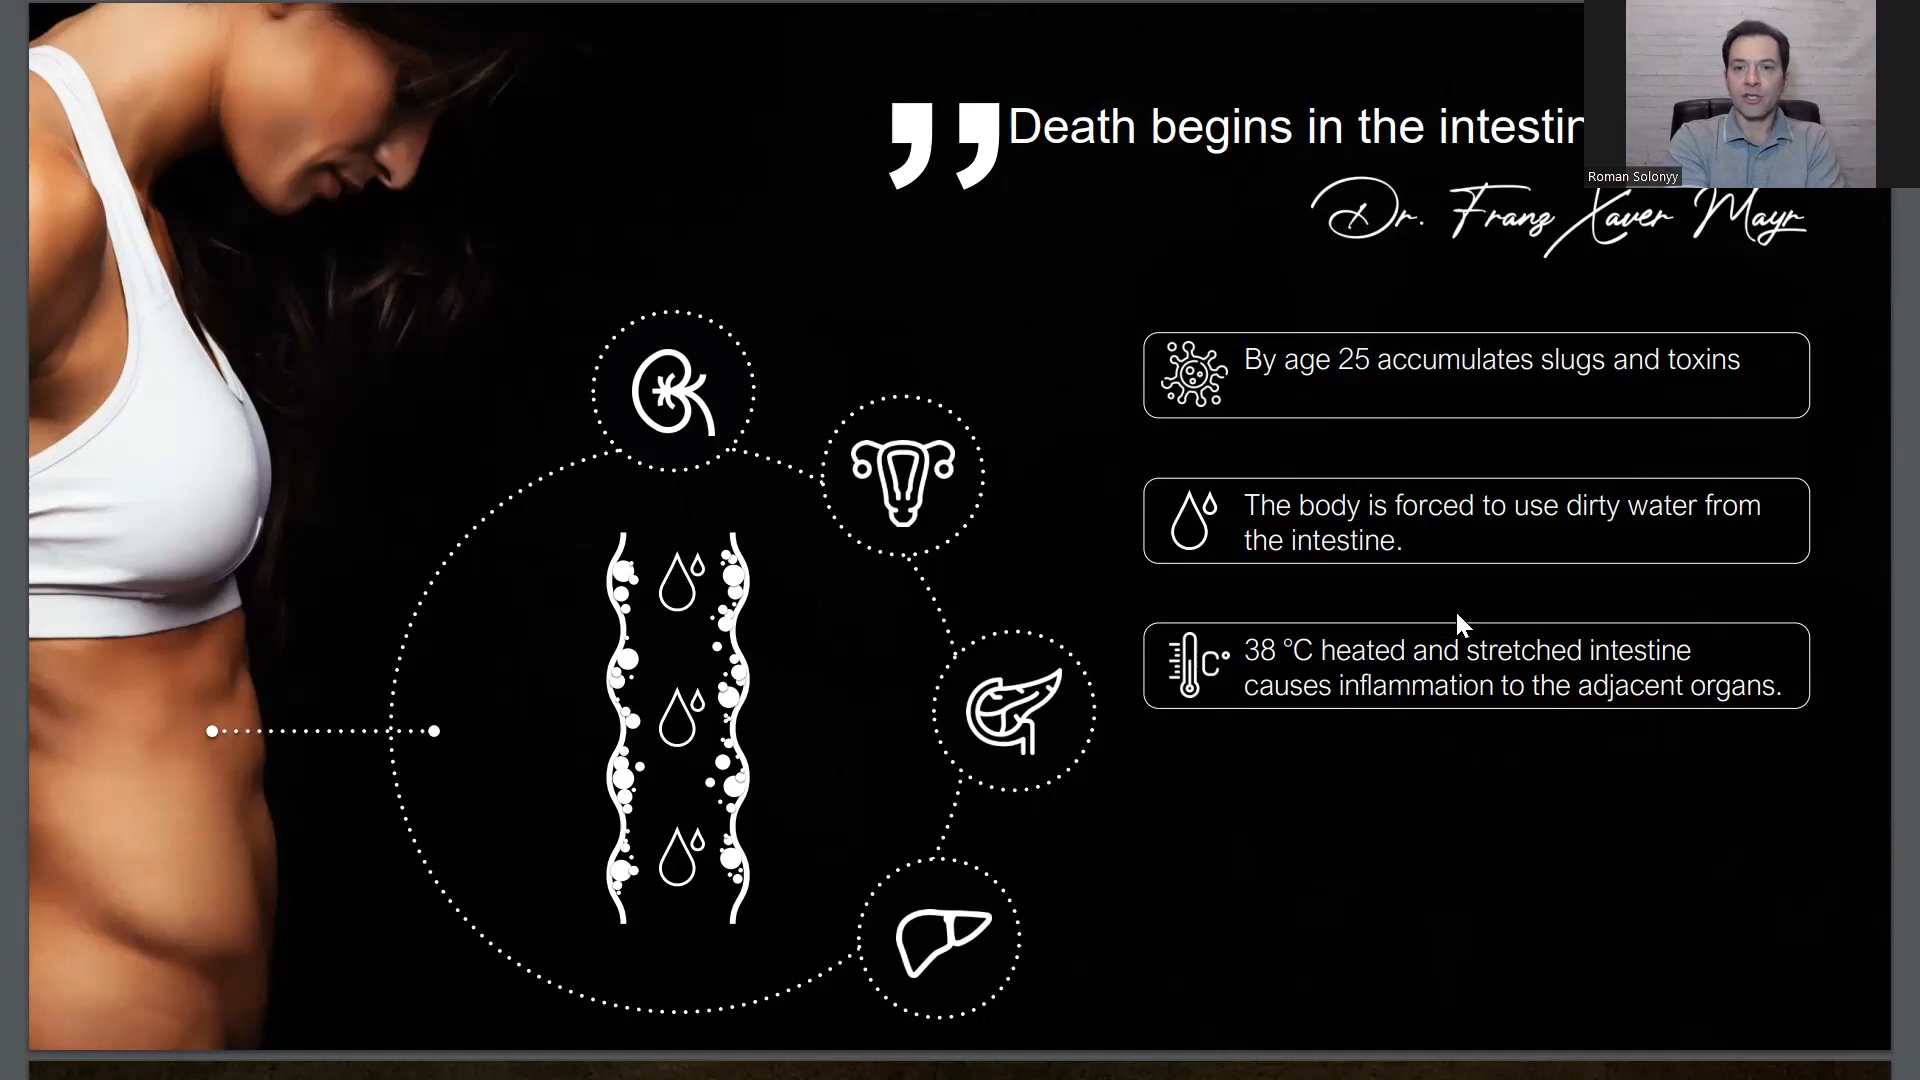 Death begins in the intestin
Roman Solonyy
Dr. Franz Xaver Mayr
By age 25 accumulates slugs and toxins
The body is forced to use dirty water from
the intestine.
C°
38 °C heated and stretched intestine
causes inflammation to the adjacent organs.